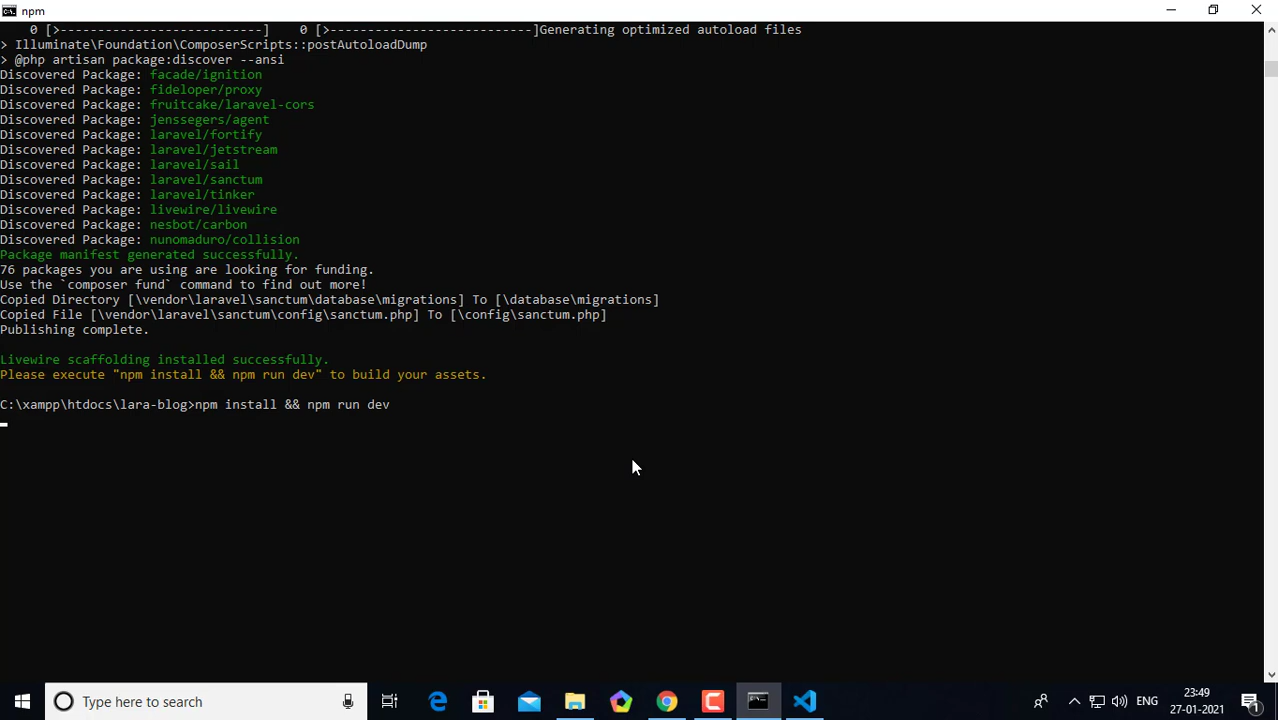 npm
0 [>---------------------------]    0 [>---------------------------]Generating optimized autoload files
> Illuminate\Foundation\ComposerScripts::postAutoloadDump
> @php artisan package:discover --ansi
Discovered Package: facade/ignition
Discovered Package: fideloper/proxy
Discovered Package: fruitcake/laravel-cors
Discovered Package: jenssegers/agent
Discovered Package: laravel/fortify
Discovered Package: laravel/jetstream
Discovered Package: laravel/sail
Discovered Package: laravel/sanctum
Discovered Package: laravel/tinker
Discovered Package: livewire/livewire
Discovered Package: nesbot/carbon
Discovered Package: nunomaduro/collision
Package manifest generated successfully.
76 packages you are using are looking for funding.
Use the `composer fund` command to find out more!
Copied Directory [\vendor\laravel\sanctum\database\migrations] To [\database\migrations]
Copied File [\vendor\laravel\sanctum\config\sanctum.php] To [\config\sanctum.php]
Publishing complete.
Livewire scaffolding installed successfully.
Please execute "npm install && npm run dev" to build your assets.
C:\xampp\htdocs\lara-blog>npm install && npm run dev
Type here to search
ENG
23:49
27-01-2021
1